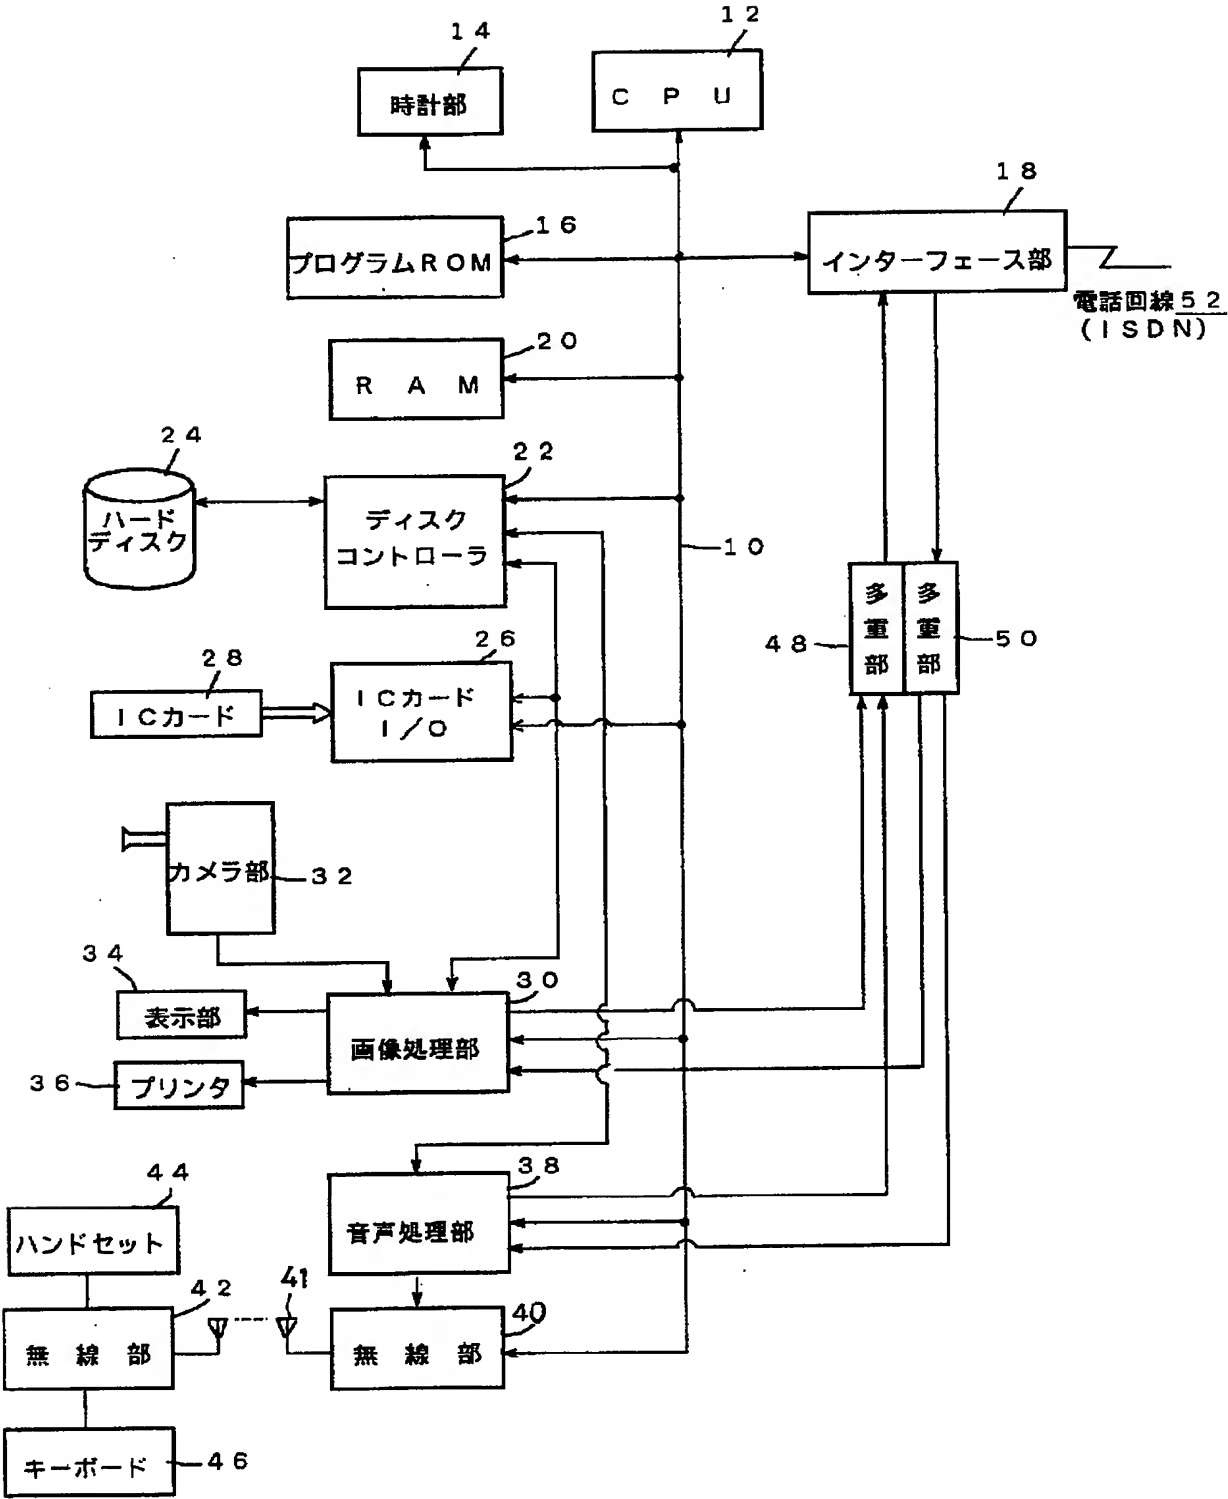 12
14
CPU
時計部
18
16
プログラムROM
インターフェース部
電話回線52
(ISDN)
20
RAM
24
22
ハード
ディスク
ディスク
コントローラ
10
多重部
多重部
48
50
26
28
ICカード
ICカード
I/O
カメラ部
32
34
30
表示部
画像処理部
36
プリンタ
44
38
ハンドセット
音声処理部
42
41
40
無線部
無線部
キーボード
46